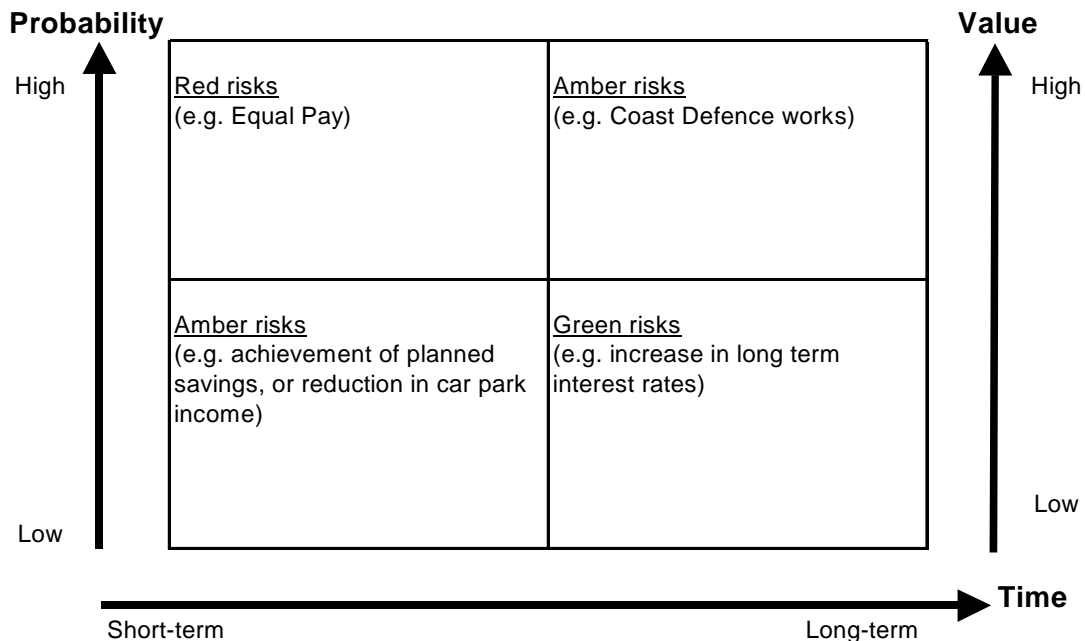 Probability
Value
High
High
Red risks
(e.g. Equal Pay)
Amber risks
(e.g. Coast Defence works)
Amber risks
(e.g. achievement of planned
savings, or reduction in car park
income)
Green risks
(e.g. increase in long term
interest rates)
Low
Low
Time
Short-term
Long-term